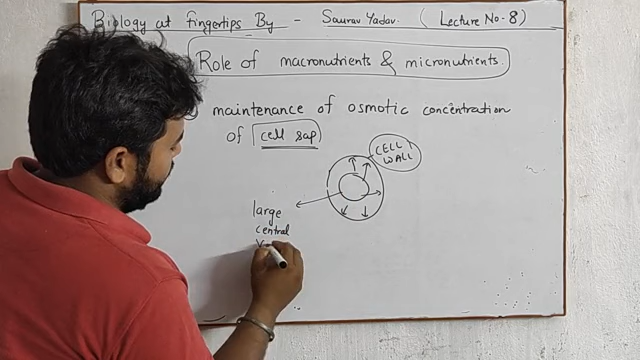 Biology at fingertips By - Saurav Yadav. (Lecture No-8)
Role of macronutrients & micronutrients.
maintenance of osmotic concentration
of cell sap
CELL
WALL
large
central